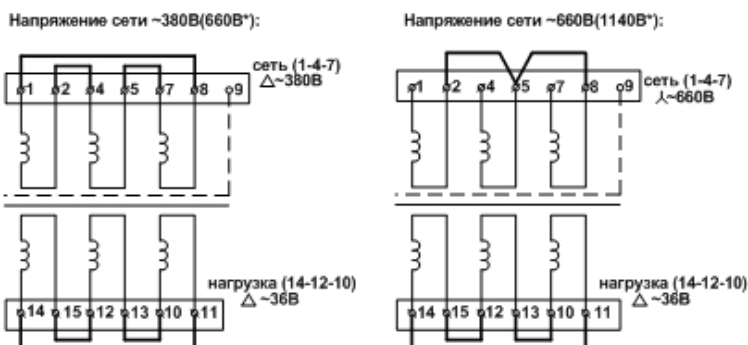 Напряжение сети ~380В(660В*):
сеть (1-4-7)
△~380В
1 2 4 5 7 8 9
нагрузка (14-12-10)
△ ~36В
14 15 12 13 10 11
Напряжение сети ~660В(1140В*):
сеть (1-4-7)
⅄~660В
1 2 4 5 7 8 9
нагрузка (14-12-10)
△ ~36В
14 15 12 13 10 11